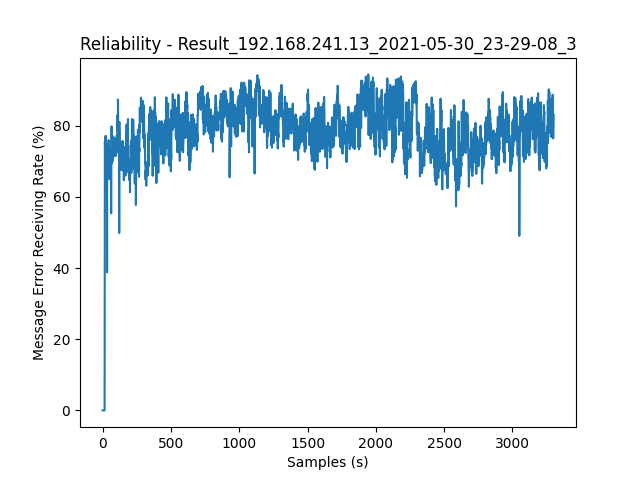 Reliability - Result_192.168.241.13_2021-05-30_23-29-08_3
Message Error Receiving Rate (%)
80
60
40
20
0
0 500 1000 1500 2000 2500 3000
Samples (s)